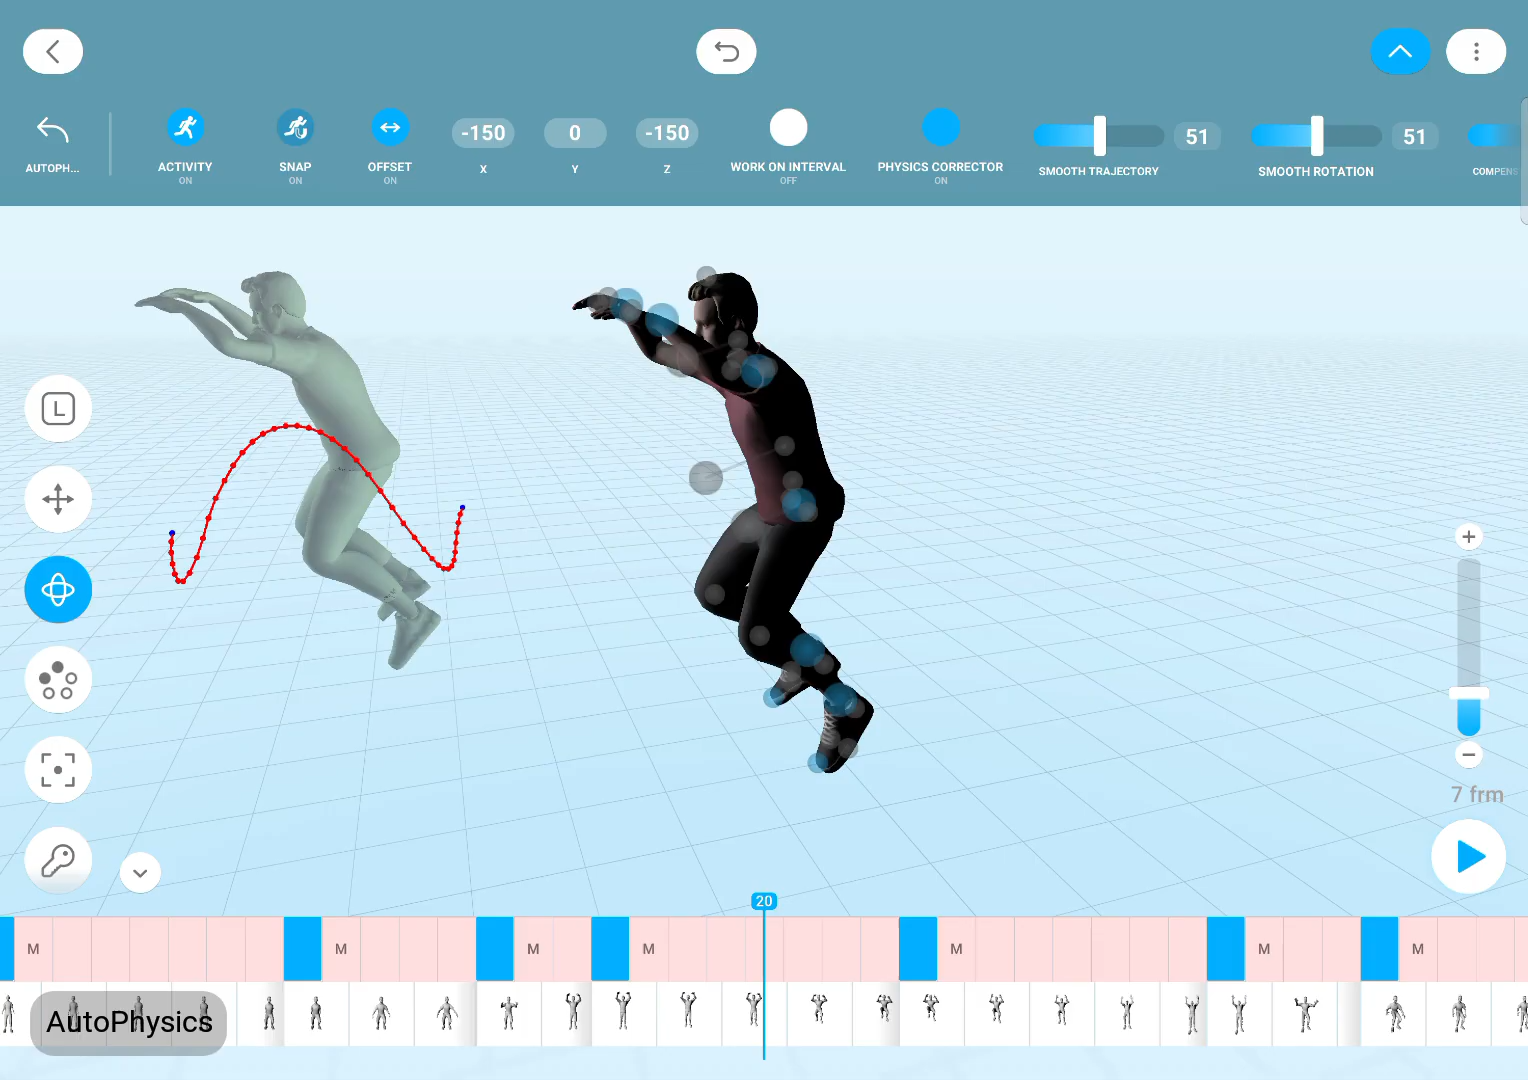 -150 0 -150 51 51
AUTOPH... ACTIVITY SNAP OFFSET X Y Z WORK ON INTERVAL PHYSICS CORRECTOR SMOOTH TRAJECTORY SMOOTH ROTATION COMPENS
ON ON ON OFF ON
L
7 frm
20
M M M M M M M
AutoPhysics